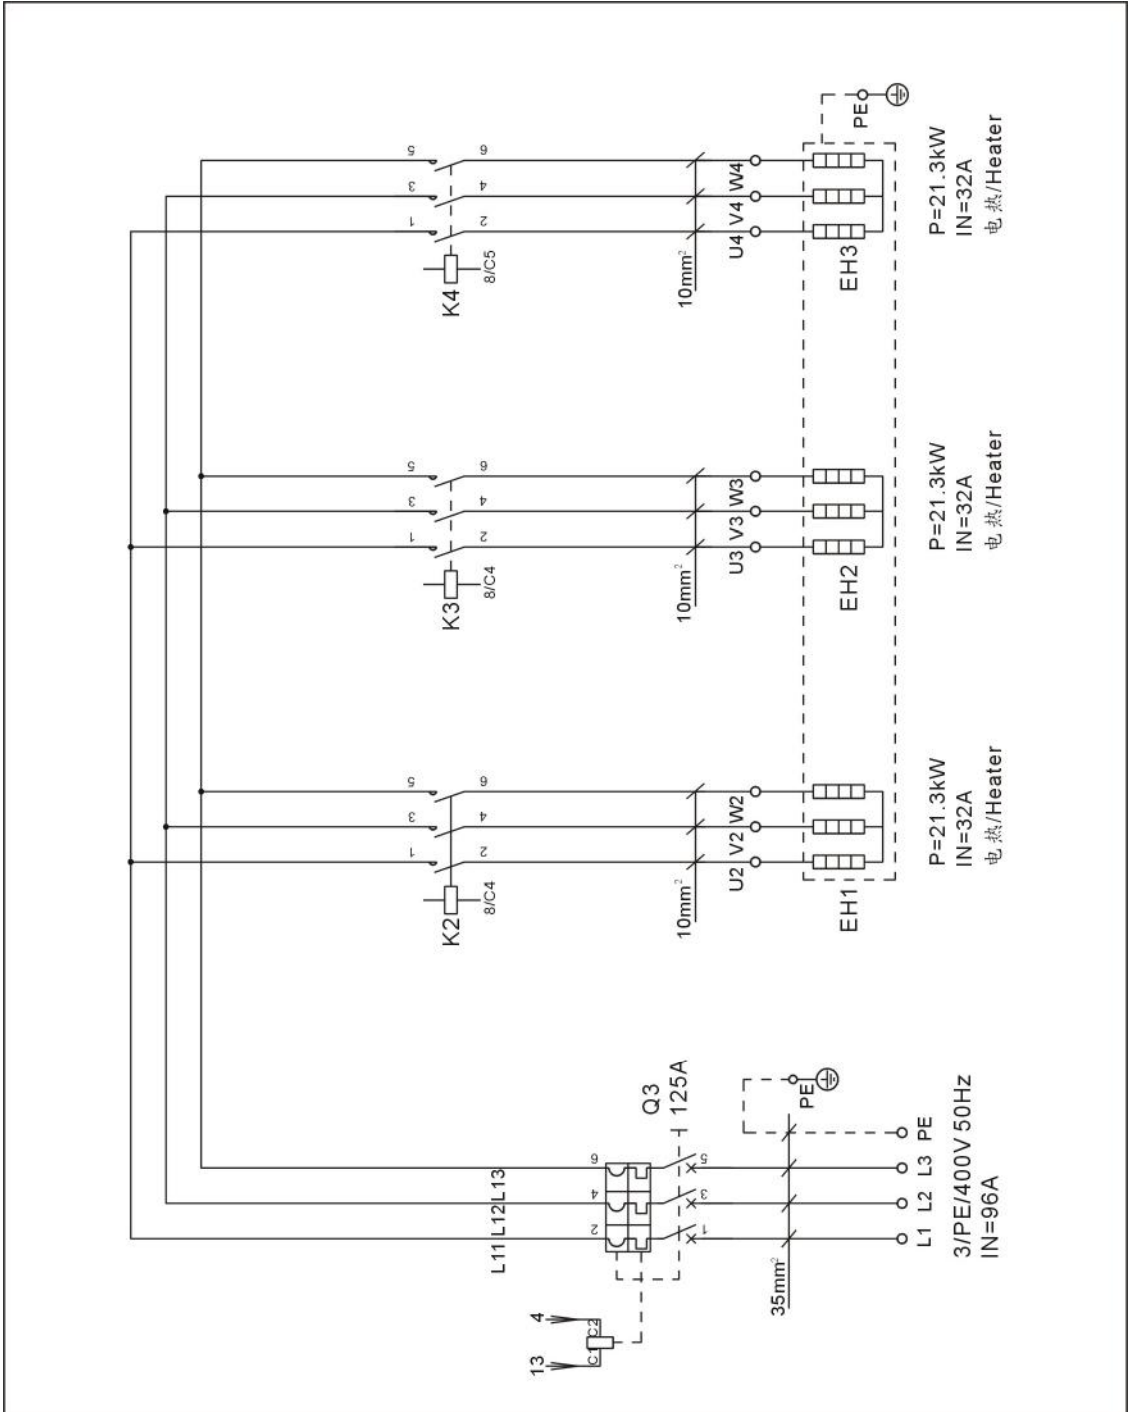 1 3 5
1 3 5
1 3 5
K2
K3
K4
2 4 6
2 4 6
2 4 6
8/C4
8/C4
8/C5
L11 L12 L13
13 4
C1 C2
2 4 6
Q3
125A
10mm²
10mm²
10mm²
1 3 5
U2 V2 W2
U3 V3 W3
U4 V4 W4
35mm²
PE
EH1
EH2
EH3
PE
L1 L2 L3 PE
3/PE/400V 50Hz
IN=96A
P=21.3kW
IN=32A
电热/Heater
P=21.3kW
IN=32A
电热/Heater
P=21.3kW
IN=32A
电热/Heater